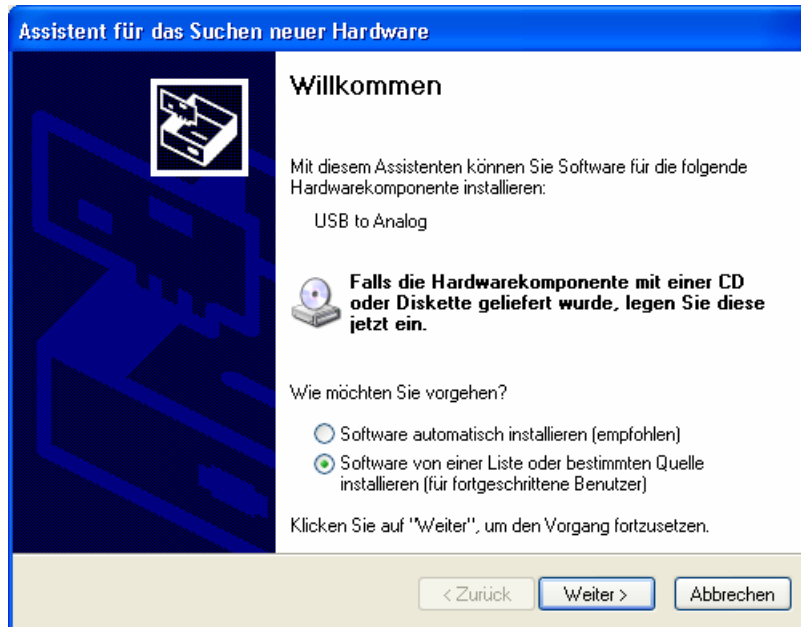 Assistent für das Suchen neuer Hardware
Willkommen
Mit diesem Assistenten können Sie Software für die folgende
Hardwarekomponente installieren:
USB to Analog
Falls die Hardwarekomponente mit einer CD
oder Diskette geliefert wurde, legen Sie diese
jetzt ein.
Wie möchten Sie vorgehen?
Software automatisch installieren (empfohlen)
Software von einer Liste oder bestimmten Quelle
installieren (für fortgeschrittene Benutzer)
Klicken Sie auf "Weiter", um den Vorgang fortzusetzen.
< Zurück Weiter > Abbrechen